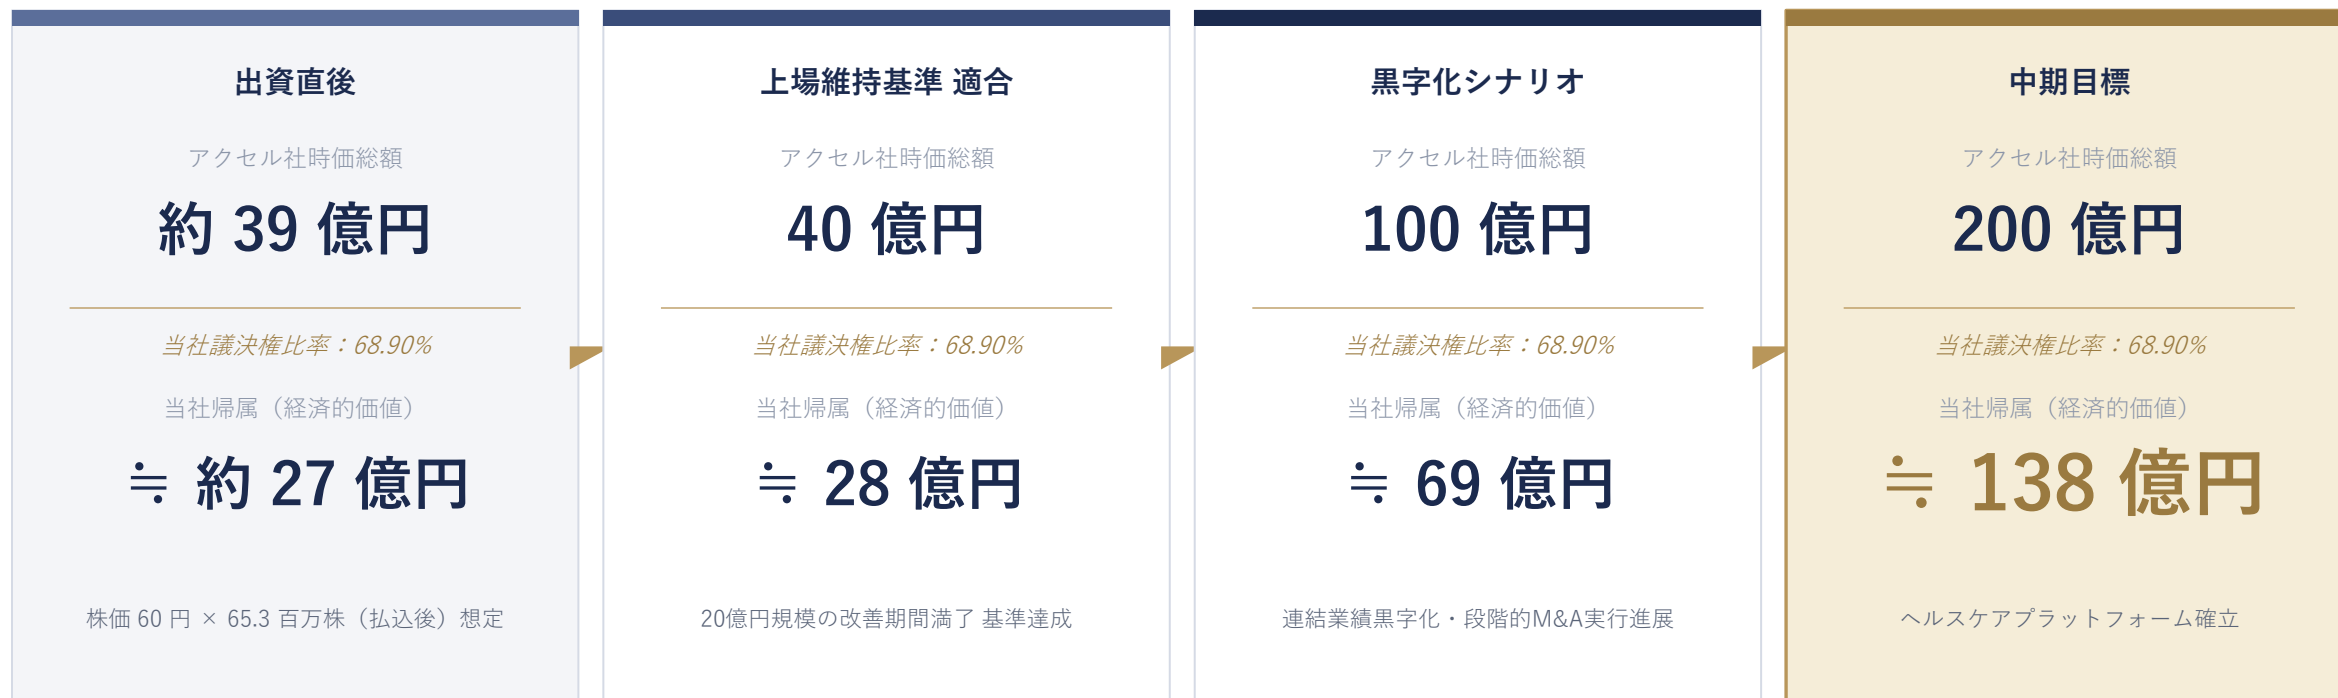 出資直後
アクセル社時価総額
約 39 億円
当社議決権比率：68.90%
当社帰属（経済的価値）
≒ 約 27 億円
株価 60 円 × 65.3 百万株（払込後）想定
上場維持基準 適合
アクセル社時価総額
40 億円
当社議決権比率：68.90%
当社帰属（経済的価値）
≒ 28 億円
20億円規模の改善期間満了 基準達成
黒字化シナリオ
アクセル社時価総額
100 億円
当社議決権比率：68.90%
当社帰属（経済的価値）
≒ 69 億円
連結業績黒字化・段階的M&A実行進展
中期目標
アクセル社時価総額
200 億円
当社議決権比率：68.90%
当社帰属（経済的価値）
≒ 138 億円
ヘルスケアプラットフォーム確立